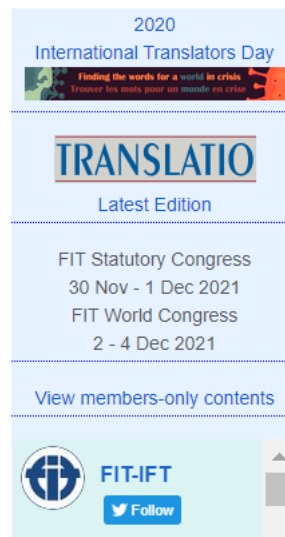 2020
International Translators Day
Finding the words for a world in crisis
Trouver les mots pour un monde en crise
TRANSLATIO
Latest Edition
FIT Statutory Congress
30 Nov - 1 Dec 2021
FIT World Congress
2 - 4 Dec 2021
View members-only contents
FIT-IFT
Follow